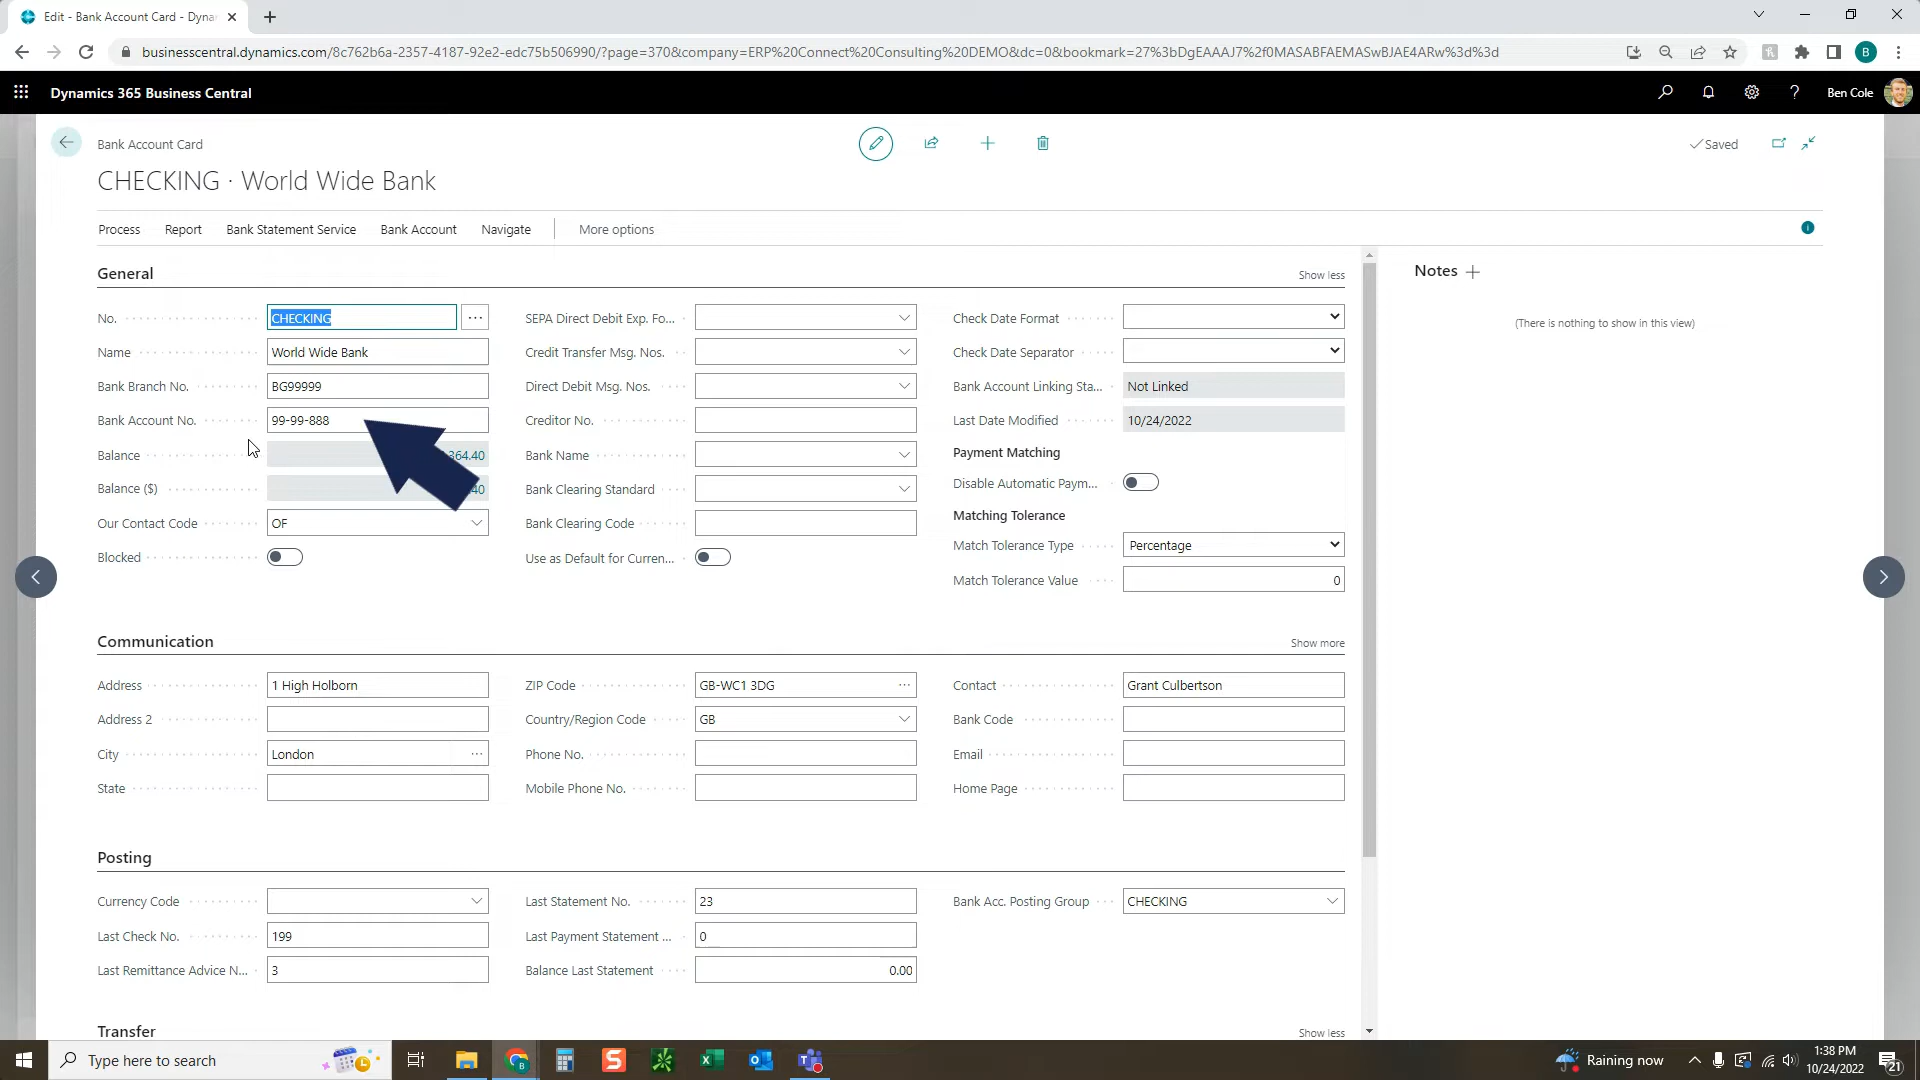 Edit - Bank Account Card - Dyna
businesscentral.dynamics.com/8c762b6a-2357-4187-92e2-edc75b506990/?page=370&company=ERP%20Connect%20Consulting%20DEMO&dc=0&bookmark=27%3bDgEAAAJ7%2f0MASABFAEMASwBJAE4ARw%3d%3d
B
Dynamics 365 Business Central
Ben Cole
Bank Account Card
Saved
CHECKING · World Wide Bank
Process Report Bank Statement Service Bank Account Navigate More options
General Show less
Notes
(There is nothing to show in this view)
No. CHECKING SEPA Direct Debit Exp. Fo... Check Date Format
Name World Wide Bank Credit Transfer Msg. Nos. Check Date Separator
Bank Branch No. BG99999 Direct Debit Msg. Nos. Bank Account Linking Sta... Not Linked
Bank Account No. 99-99-888 Creditor No. Last Date Modified 10/24/2022
Balance 364.40 Bank Name Payment Matching
Balance ($) 40 Bank Clearing Standard Disable Automatic Paym...
Our Contact Code OF Bank Clearing Code Matching Tolerance
Blocked Use as Default for Curren... Match Tolerance Type Percentage
Match Tolerance Value 0
Communication Show more
Address 1 High Holborn ZIP Code GB-WC1 3DG Contact Grant Culbertson
Address 2 Country/Region Code GB Bank Code
City London Phone No. Email
State Mobile Phone No. Home Page
Posting
Currency Code Last Statement No. 23 Bank Acc. Posting Group CHECKING
Last Check No. 199 Last Payment Statement ... 0
Last Remittance Advice N... 3 Balance Last Statement 0.00
Transfer Show less
Type here to search
Raining now
1:38 PM
10/24/2022
21